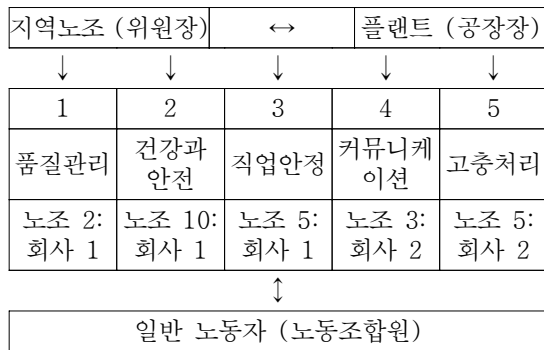 지역노조 (위원장) ↔ 플랜트 (공장장)
↓ ↓ ↓ ↓ ↓
1 2 3 4 5
품질관리 건강과 안전 직업안정 커뮤니케이션 고충처리
노조 2: 회사 1 노조 10: 회사 1 노조 5: 회사 1 노조 3: 회사 2 노조 5: 회사 2
↕
일반 노동자 (노동조합원)